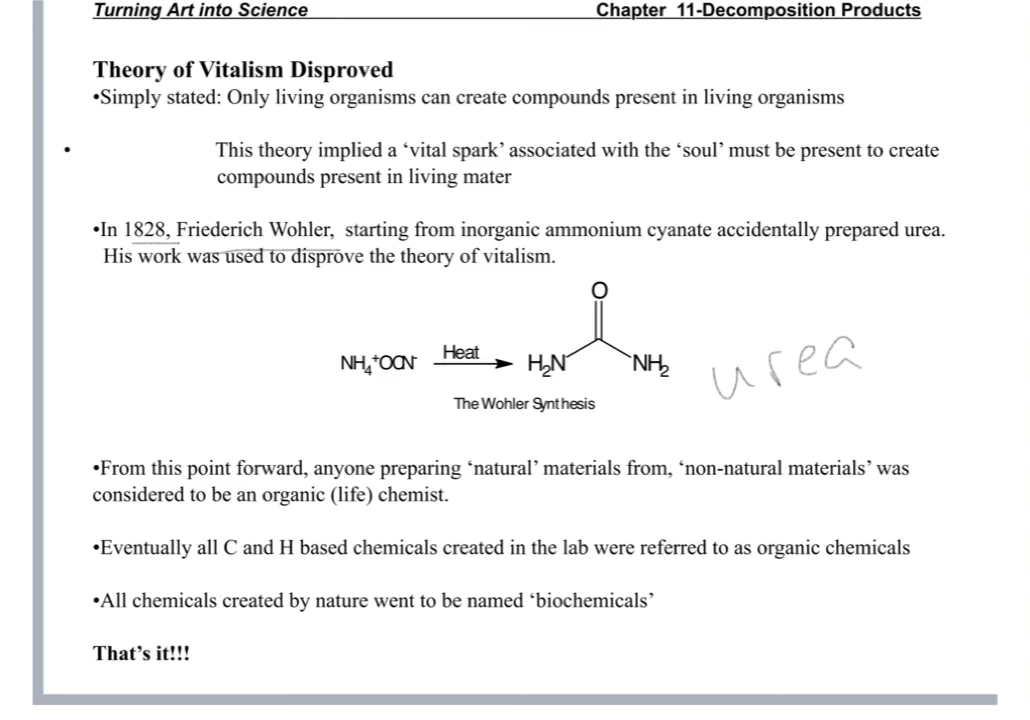 Turning Art into Science Chapter 11-Decomposition Products
Theory of Vitalism Disproved
•Simply stated: Only living organisms can create compounds present in living organisms
• This theory implied a ‘vital spark’ associated with the ‘soul’ must be present to create
compounds present in living mater
•In 1828, Friederich Wohler, starting from inorganic ammonium cyanate accidentally prepared urea.
His work was used to disprove the theory of vitalism.
O
NH₄⁺OCN⁻ Heat H₂N NH₂ urea
The Wohler Synthesis
•From this point forward, anyone preparing ‘natural’ materials from, ‘non-natural materials’ was
considered to be an organic (life) chemist.
•Eventually all C and H based chemicals created in the lab were referred to as organic chemicals
•All chemicals created by nature went to be named ‘biochemicals’
That’s it!!!